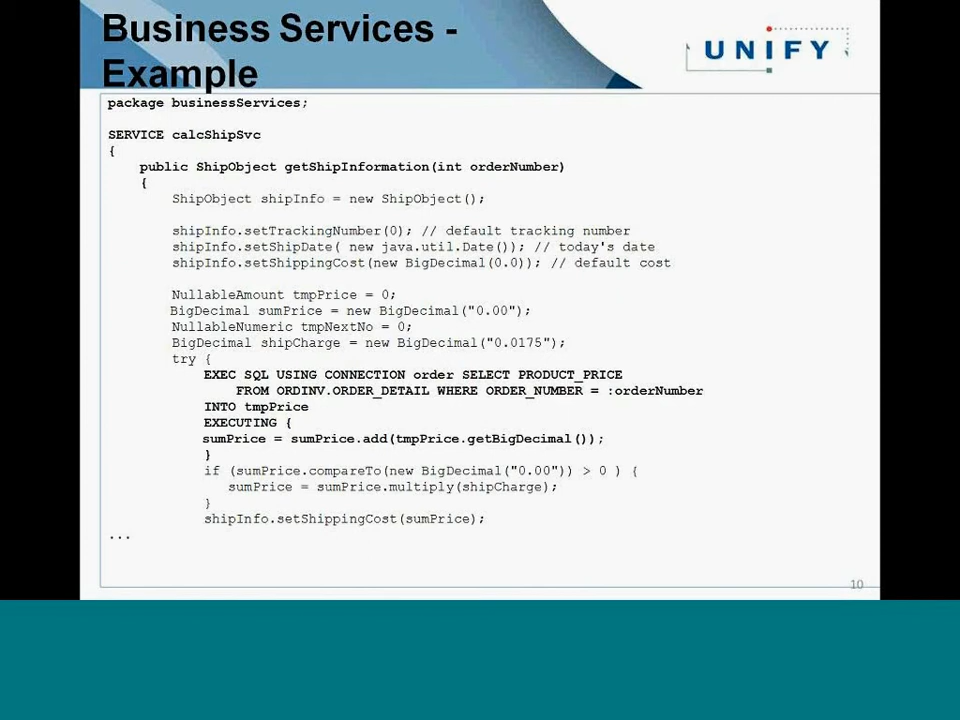 Business Services -
Example
UNIFY
package businessServices;
SERVICE calcShipSvc
{
public ShipObject getShipInformation(int orderNumber)
{
ShipObject shipInfo = new ShipObject();
shipInfo.setTrackingNumber(0); // default tracking number
shipInfo.setShipDate( new java.util.Date()); // today's date
shipInfo.setShippingCost(new BigDecimal(0.0)); // default cost
NullableAmount tmpPrice = 0;
BigDecimal sumPrice = new BigDecimal("0.00");
NullableNumeric tmpNextNo = 0;
BigDecimal shipCharge = new BigDecimal("0.0175");
try {
EXEC SQL USING CONNECTION order SELECT PRODUCT_PRICE
FROM ORDINV.ORDER_DETAIL WHERE ORDER_NUMBER = :orderNumber
INTO tmpPrice
EXECUTING {
sumPrice = sumPrice.add(tmpPrice.getBigDecimal());
}
if (sumPrice.compareTo(new BigDecimal("0.00")) > 0 ) {
sumPrice = sumPrice.multiply(shipCharge);
}
shipInfo.setShippingCost(sumPrice);
...
10